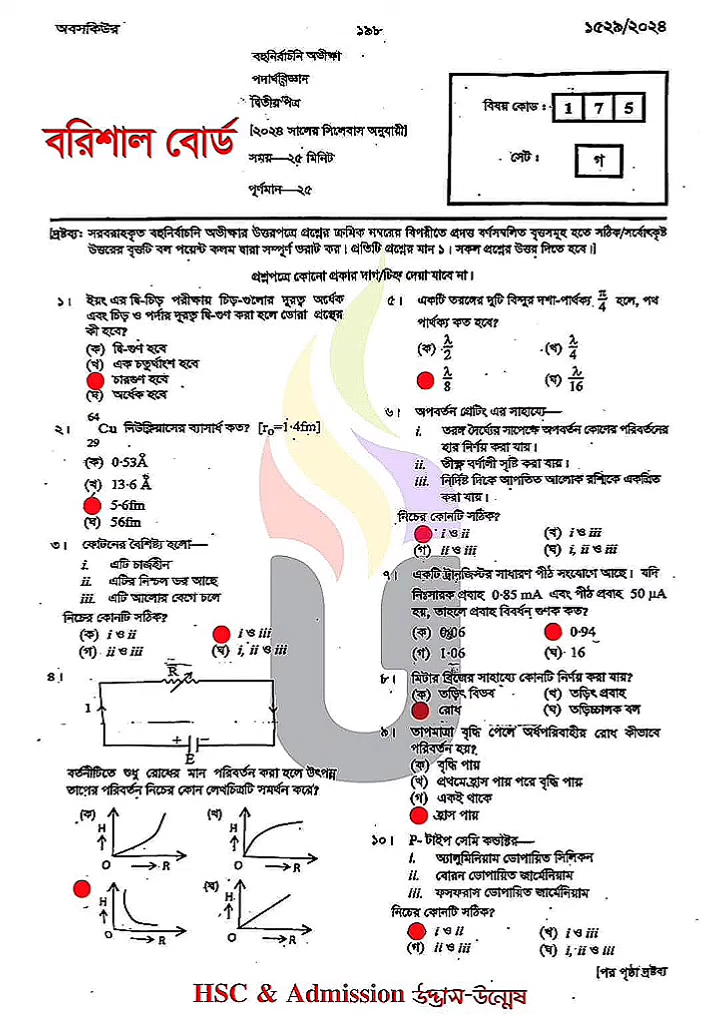 অবসকিউর
১৯৮
১৫২৯/২০২৪
বহুনির্বাচনি অভীক্ষা
পদার্থবিজ্ঞান
দ্বিতীয় পত্র
বরিশাল বোর্ড
[২০২৪ সালের সিলেবাস অনুযায়ী]
সময়—২৫ মিনিট
পূর্ণমান—২৫
বিষয় কোড : 1 7 5
সেট : গ
[দ্রষ্টব্য: সরবরাহকৃত বহুনির্বাচনি অভীক্ষার উত্তরপত্রে প্রশ্নের ক্রমিক নম্বরের বিপরীতে প্রদত্ত বর্ণসম্বলিত বৃত্তসমূহ হতে সঠিক/সর্বোৎকৃষ্ট
উত্তরের বৃত্তটি বল পয়েন্ট কলম দ্বারা সম্পূর্ণ ভরাট কর। প্রতিটি প্রশ্নের মান ১। সকল প্রশ্নের উত্তর দিতে হবে।]
প্রশ্নপত্রে কোনো প্রকার দাগ/চিহ্ন দেয়া যাবে না।
১। ইয়ং এর দ্বি-চিড় পরীক্ষায় চিড়-গুলোর দূরত্ব অর্ধেক
এবং চিড় ও পর্দার দূরত্ব দ্বি-গুণ করা হলে ডোরা প্রস্থের
কী হবে?
(ক) দ্বি-গুণ হবে
(খ) এক চতুর্থাংশ হবে
চারগুণ হবে
(ঘ) অর্ধেক হবে
২। 64 29 Cu নিউক্লিয়াসের ব্যাসার্ধ কত? [r₀=1·4fm]
(ক) 0·53Å
(খ) 13·6 Å
5·6fm
(ঘ) 56fm
৩। ফোটনের বৈশিষ্ট্য হলো—
i. এটি চার্জহীন
ii. এটির নিশ্চল ভর আছে
iii. এটি আলোর বেগে চলে
নিচের কোনটি সঠিক?
(ক) i ও ii
i ও iii
(গ) ii ও iii
(ঘ) i, ii ও iii
৪।
R
I
+ −
E
বর্তনীটিতে শুধু রোধের মান পরিবর্তন করা হলে উৎপন্ন
তাপের পরিবর্তন নিচের কোন লেখচিত্রটি সমর্থন করে?
(ক) H O R
(খ) H O R
H O R
(ঘ) H O R
৫। একটি তরঙ্গের দুটি বিন্দুর দশা-পার্থক্য π/4 হলে, পথ
পার্থক্য কত হবে?
(ক) λ/2
(খ) λ/4
λ/8
(ঘ) λ/16
৬। অপবর্তন গ্রেটিং এর সাহায্যে—
i. তরঙ্গ দৈর্ঘ্যের সাপেক্ষে অপবর্তন কোণের পরিবর্তনের
হার নির্ণয় করা যায়।
ii. তীক্ষ্ণ বর্ণালী সৃষ্টি করা যায়।
iii. নির্দিষ্ট দিকে আপতিত আলোক রশ্মিকে একত্রিত
করা যায়।
নিচের কোনটি সঠিক?
i ও ii
(খ) i ও iii
(গ) ii ও iii
(ঘ) i, ii ও iii
৭। একটি ট্রানজিস্টর সাধারণ পীঠ সংযোগে আছে। যদি
নিঃসারক প্রবাহ 0·85 mA এবং পীঠ প্রবাহ 50 μA
হয়, তাহলে প্রবাহ বিবর্ধন গুণক কত?
(ক) 0·06
0·94
(গ) 1·06
(ঘ) 16
৮। মিটার ব্রিজের সাহায্যে কোনটি নির্ণয় করা যায়?
(ক) তড়িৎ বিভব
(খ) তড়িৎ প্রবাহ
রোধ
(ঘ) তড়িচ্চালক বল
৯। তাপমাত্রা বৃদ্ধি পেলে অর্ধপরিবাহীর রোধ কীভাবে
পরিবর্তন হয়?
(ক) বৃদ্ধি পায়
(খ) প্রথমে হ্রাস পায় পরে বৃদ্ধি পায়
(গ) একই থাকে
হ্রাস পায়
১০। P- টাইপ সেমি কন্ডাক্টর—
i. অ্যালুমিনিয়াম ডোপায়িত সিলিকন
ii. বোরন ডোপায়িত জার্মেনিয়াম
iii. ফসফরাস ডোপায়িত জার্মেনিয়াম
নিচের কোনটি সঠিক?
i ও ii
(খ) i ও iii
(গ) ii ও iii
(ঘ) i, ii ও iii
[পর পৃষ্ঠা দ্রষ্টব্য
HSC & Admission উদ্ভাস-উন্মেষ